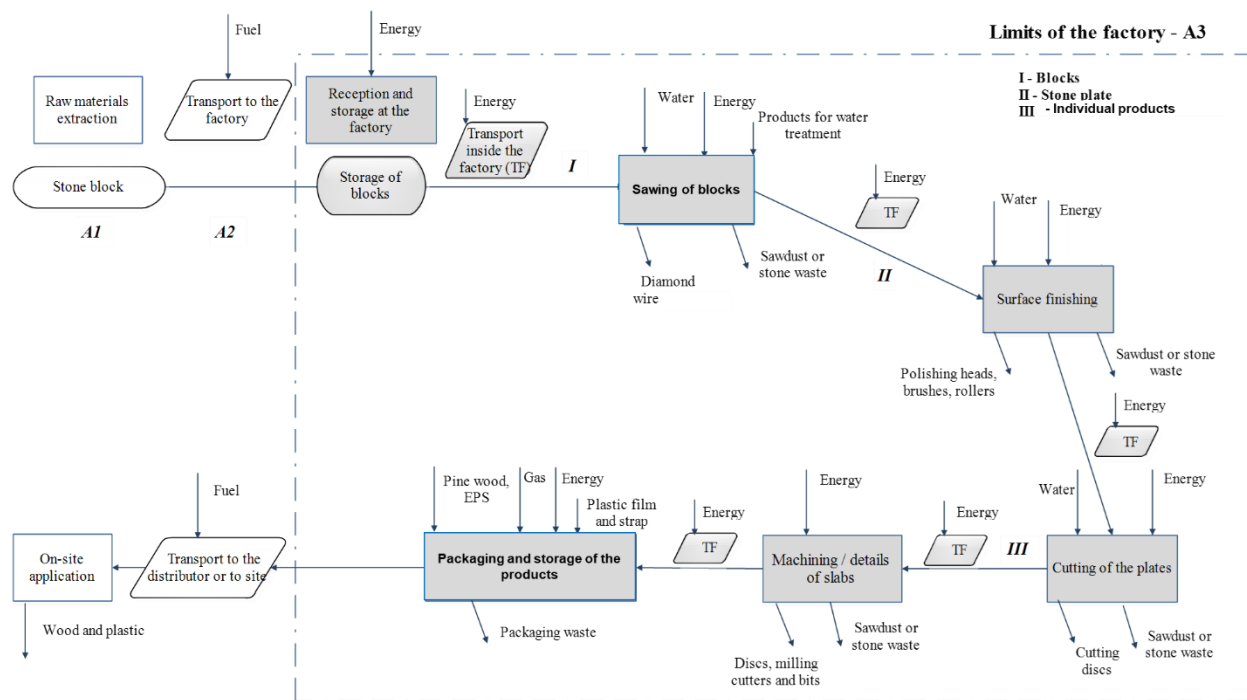 Fuel
Energy
Limits of the factory - A3
I - Blocks
II - Stone plate
III - Individual products
Raw materials
extraction
Transport to the
factory
Reception and
storage at the
factory
Energy
Transport
inside the
factory (TF)
Water
Energy
Products for water
treatment
Stone block
Storage of
blocks
I
Sawing of blocks
Energy
TF
A1
A2
Water
Energy
Diamond
wire
Sawdust or
stone waste
II
Surface finishing
Polishing heads,
brushes, rollers
Sawdust or stone
waste
Energy
TF
Fuel
Pine wood,
EPS
Gas
Energy
Plastic film
and strap
Energy
TF
Energy
Energy
TF
III
Water
Energy
On-site
application
Transport to the
distributor or to site
Packaging and storage of the
products
Machining / details
of slabs
Cutting of the plates
Wood and plastic
Packaging waste
Discs, milling
cutters and bits
Sawdust or
stone waste
Cutting
discs
Sawdust or
stone waste